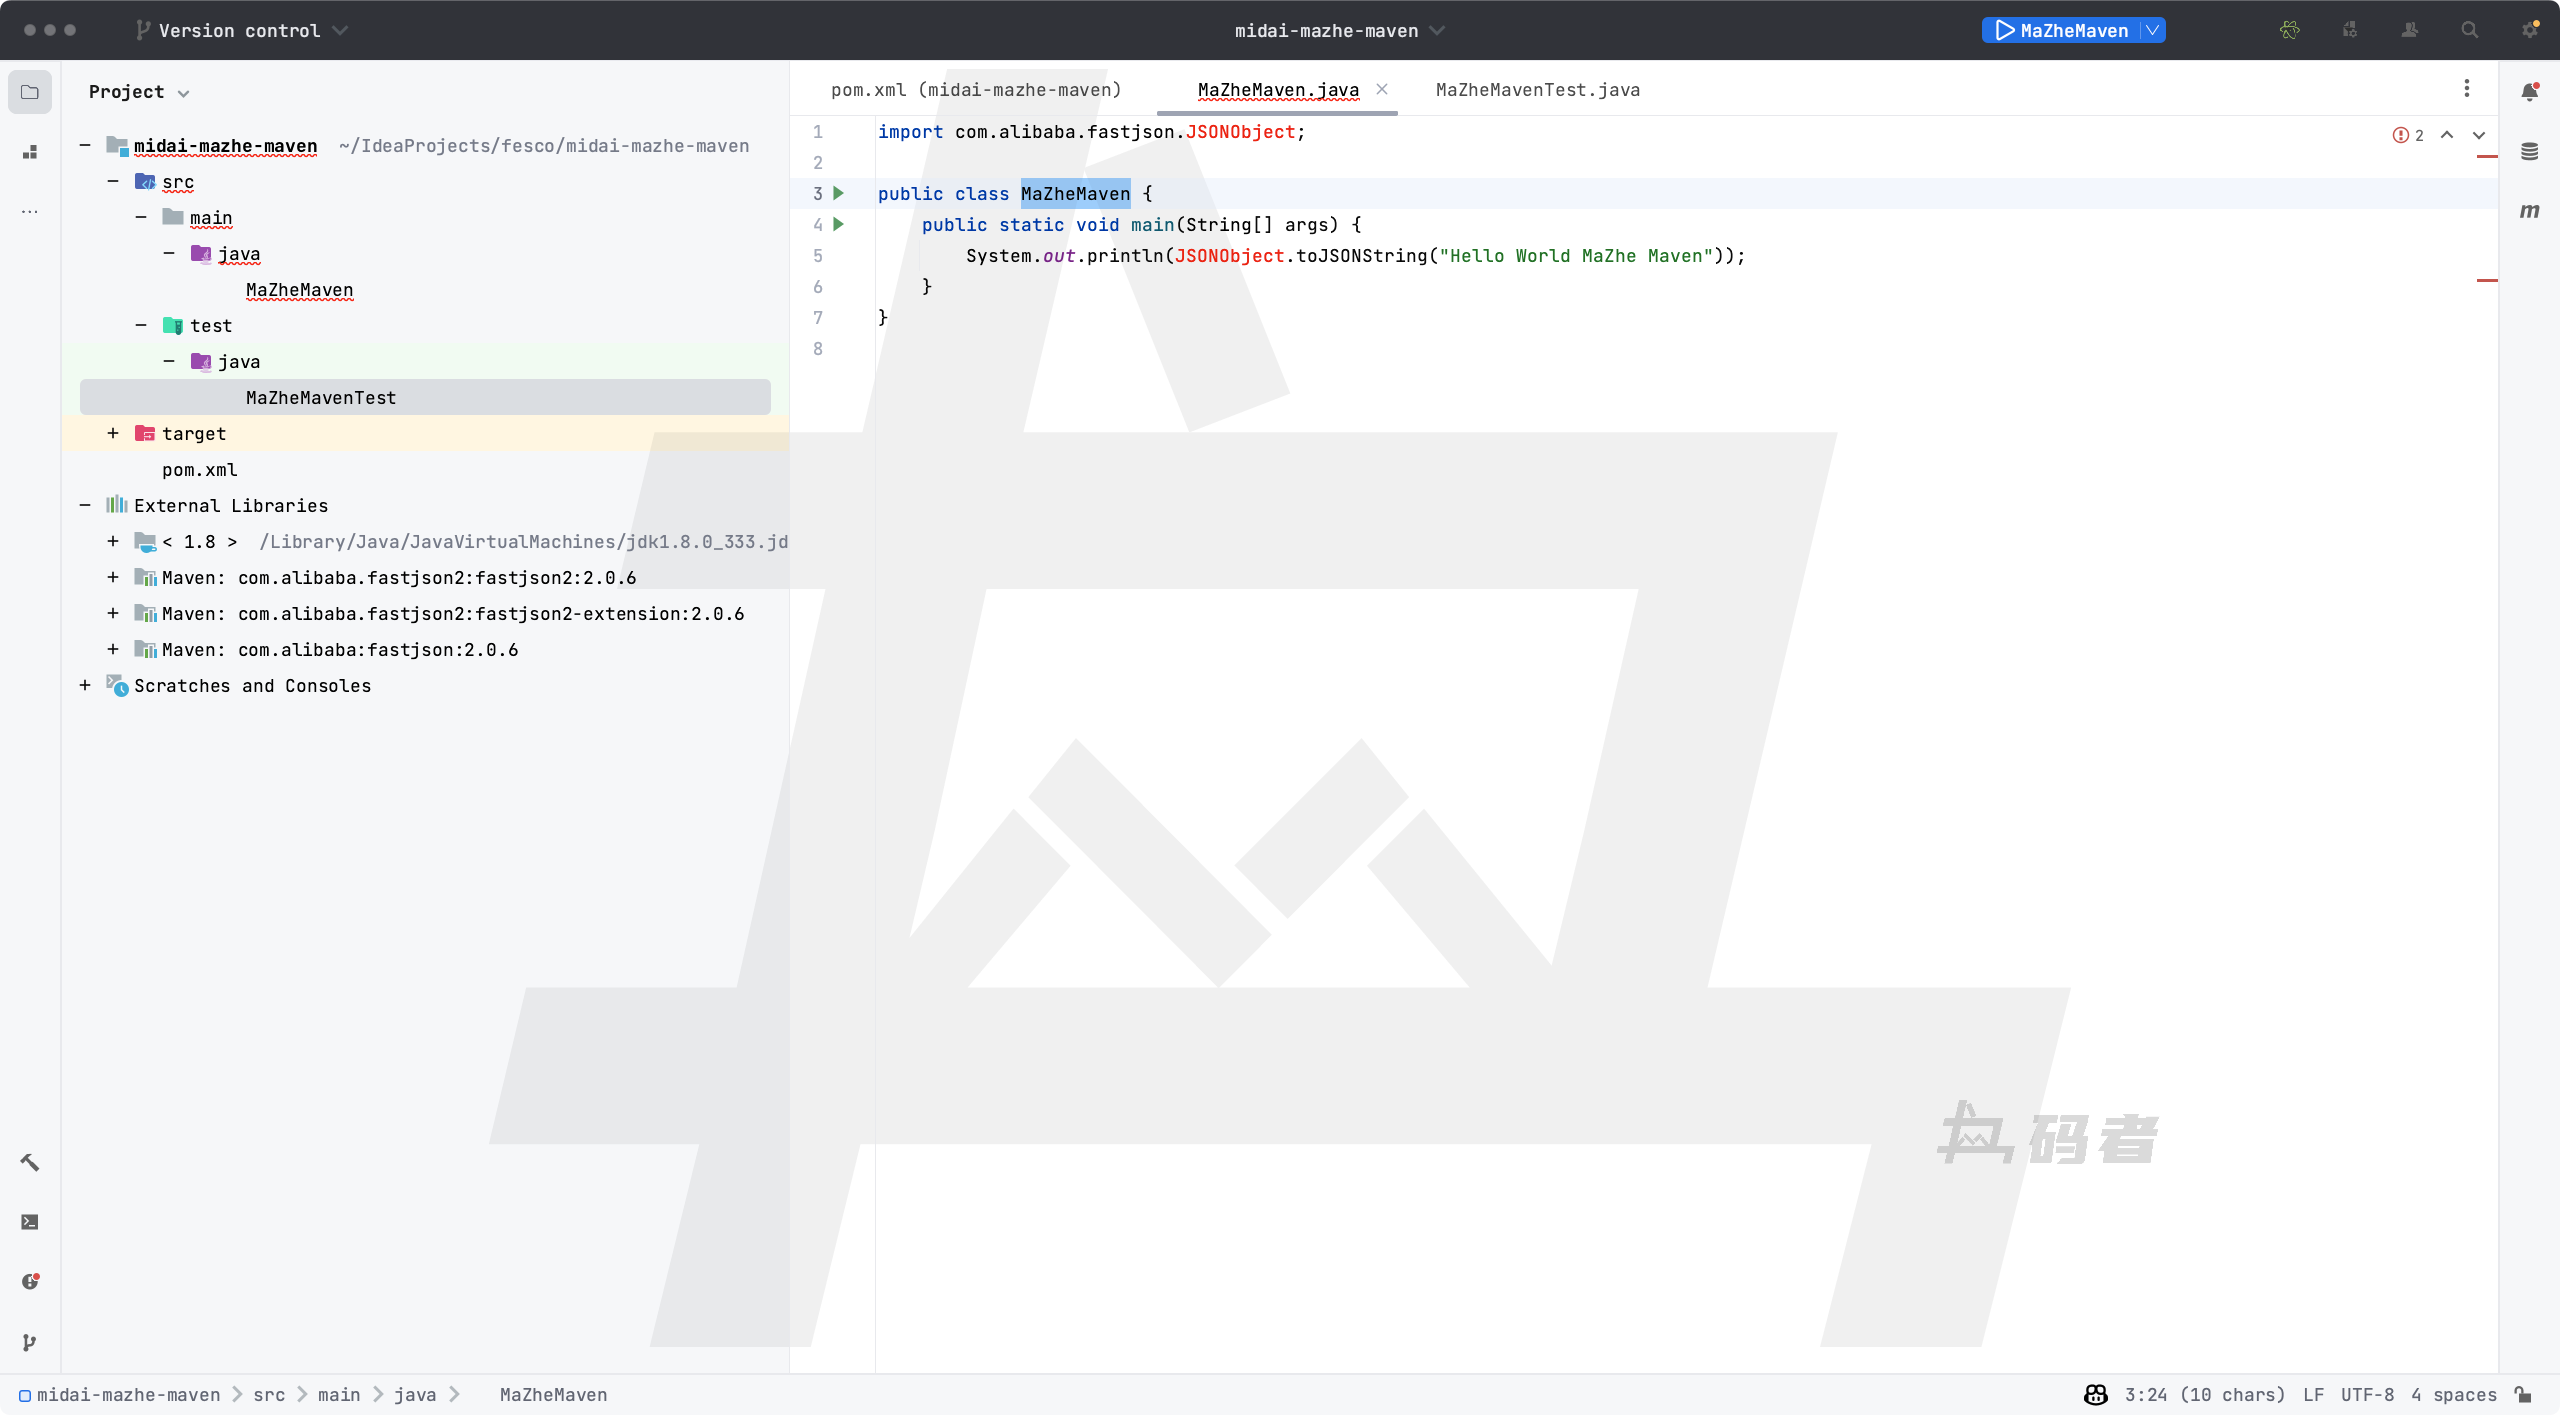 Version control
midai-mazhe-maven
MaZheMaven
Project
midai-mazhe-maven ~/IdeaProjects/fesco/midai-mazhe-maven
src
main
java
MaZheMaven
test
java
MaZheMavenTest
target
pom.xml
External Libraries
< 1.8 > /Library/Java/JavaVirtualMachines/jdk1.8.0_333.jd
Maven: com.alibaba.fastjson2:fastjson2:2.0.6
Maven: com.alibaba.fastjson2:fastjson2-extension:2.0.6
Maven: com.alibaba:fastjson:2.0.6
Scratches and Consoles
pom.xml (midai-mazhe-maven)
MaZheMaven.java
MaZheMavenTest.java
2
1 import com.alibaba.fastjson.JSONObject;
2
3 public class MaZheMaven {
4 public static void main(String[] args) {
5 System.out.println(JSONObject.toJSONString("Hello World MaZhe Maven"));
6 }
7 }
8
m
码者
midai-mazhe-maven src main java MaZheMaven
3:24 (10 chars) LF UTF-8 4 spaces